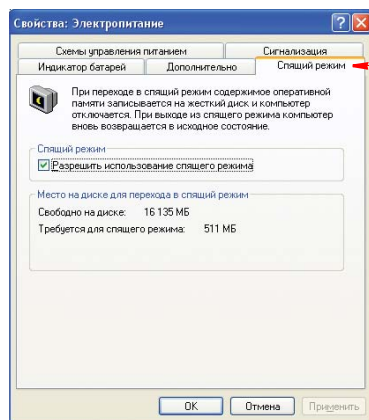 Свойства: Электропитание
Схемы управления питанием
Сигнализация
Индикатор батарей
Дополнительно
Спящий режим
При переходе в спящий режим содержимое оперативной
памяти записывается на жесткий диск и компьютер
отключается. При выходе из спящего режима компьютер
вновь возвращается в исходное состояние.
Спящий режим
Разрешить использование спящего режима
Место на диске для перехода в спящий режим
Свободно на диске: 16 135 МБ
Требуется для спящего режима: 511 МБ
ОК
Отмена
Применить